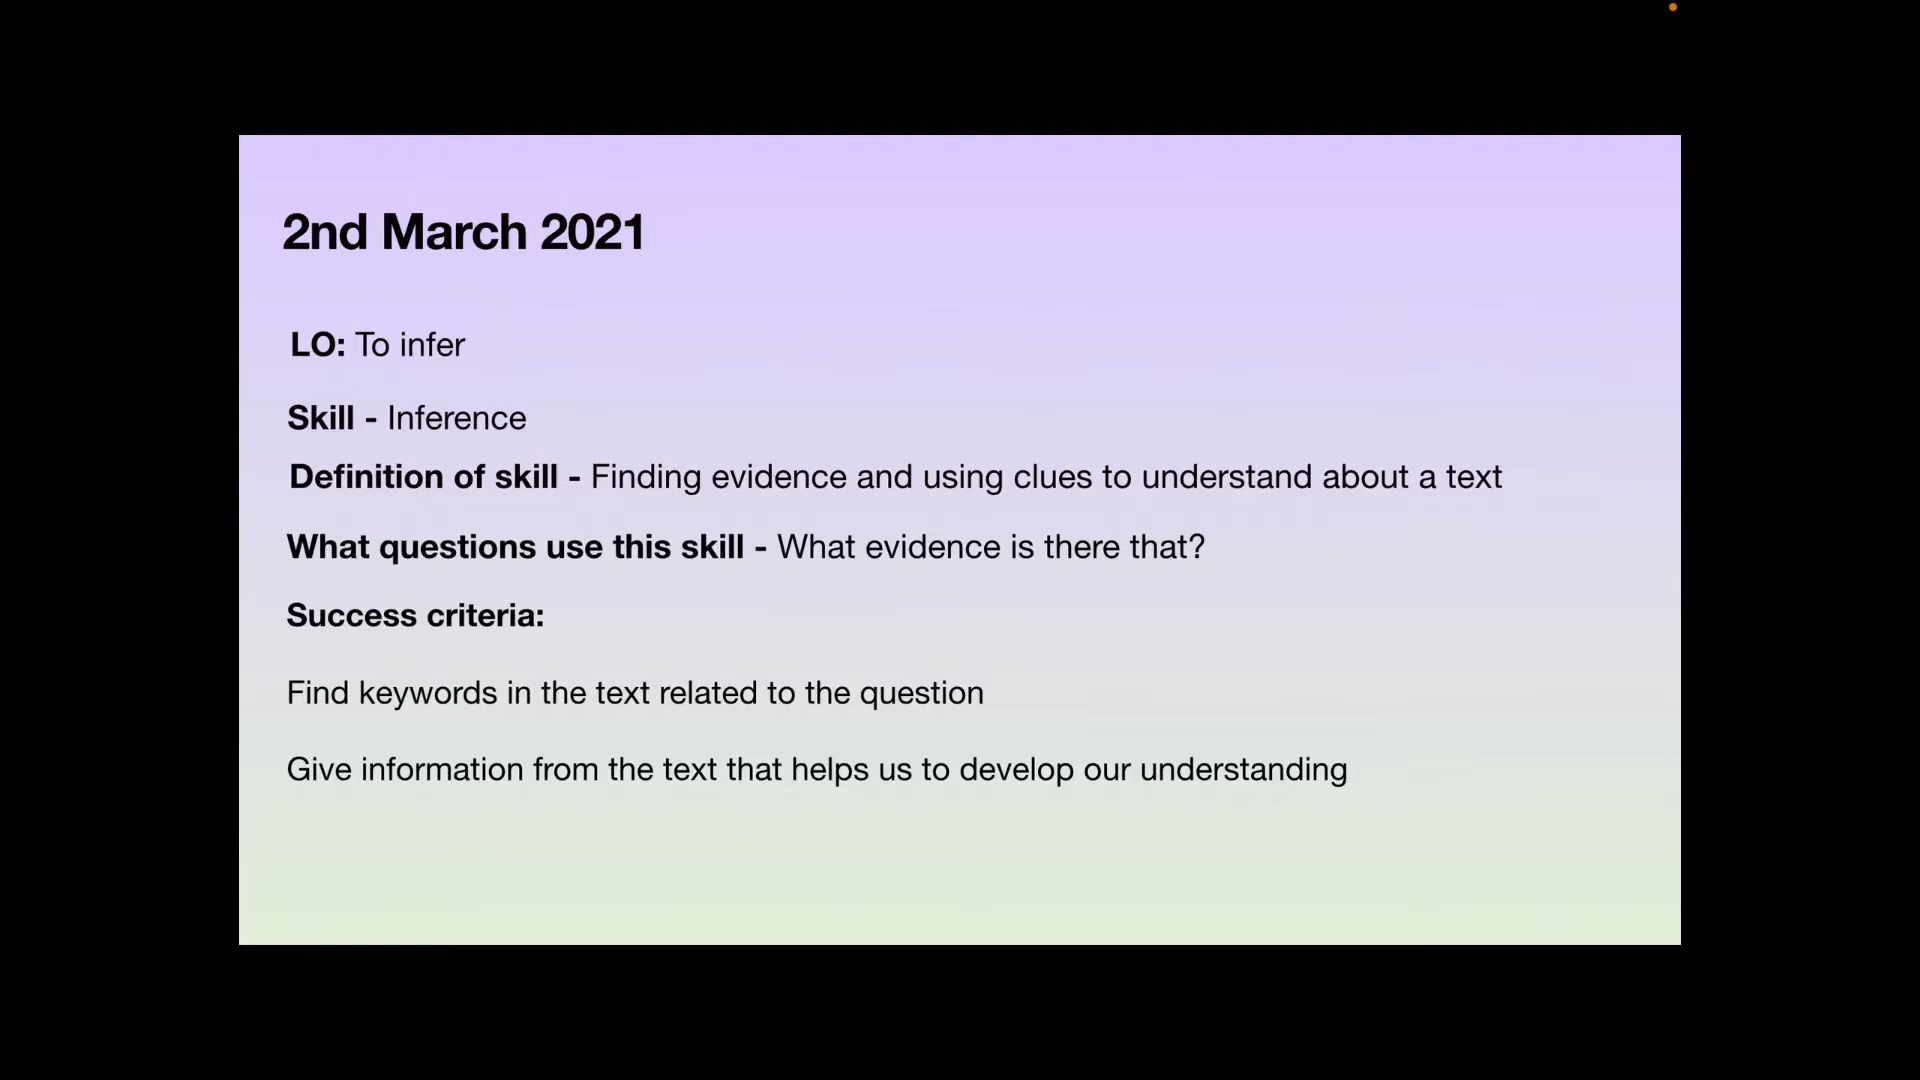 2nd March 2021
LO: To infer
Skill - Inference
Definition of skill - Finding evidence and using clues to understand about a text
What questions use this skill - What evidence is there that?
Success criteria:
Find keywords in the text related to the question
Give information from the text that helps us to develop our understanding